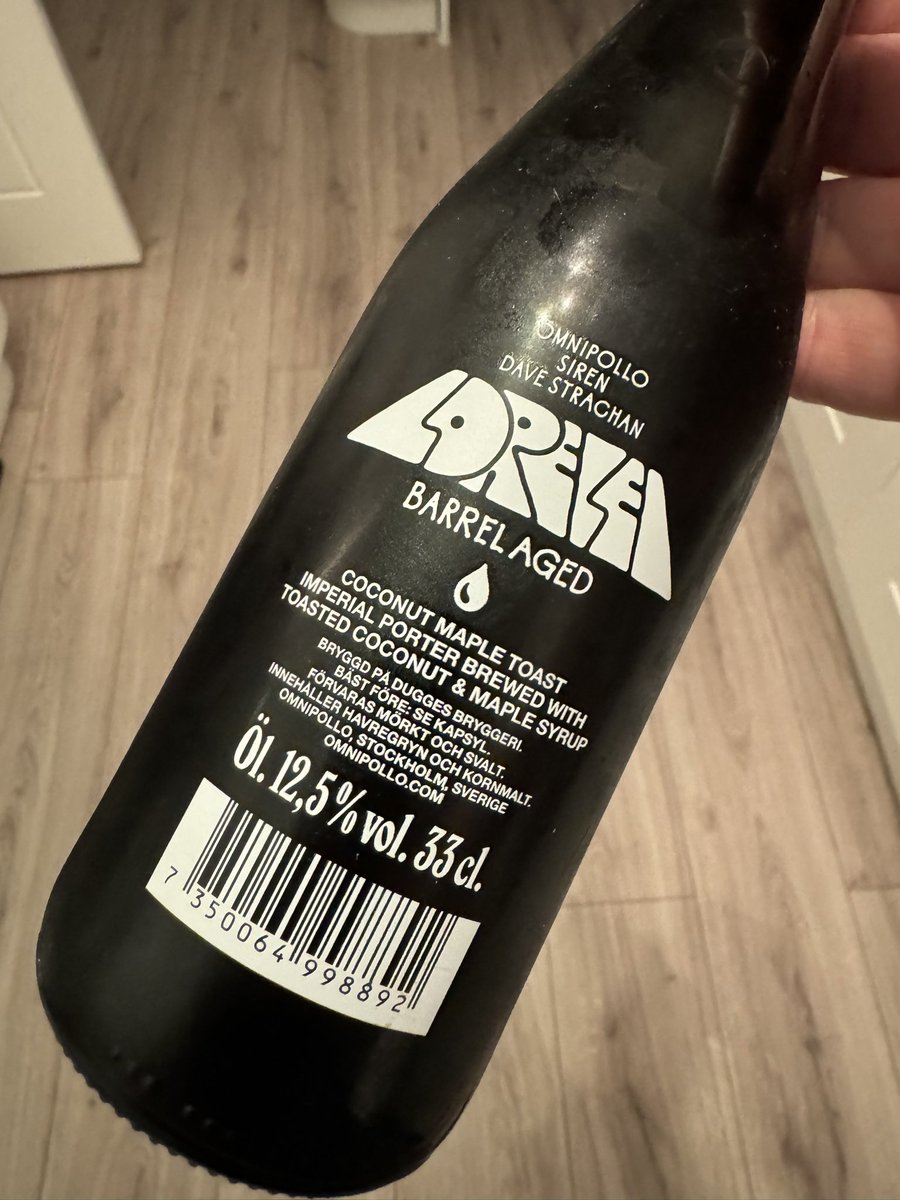 OMNIPOLLO
SIREN
DAVE STRACHAN
LORELEI
BARREL AGED
COCONUT MAPLE TOAST
IMPERIAL PORTER BREWED WITH
TOASTED COCONUT & MAPLE SYRUP
BRYGGD PÅ DUGGES BRYGGERI.
BÄST FÖRE: SE KAPSYL.
FÖRVARAS MÖRKT OCH SVALT.
INNEHÅLLER HAVREGRYN OCH KORNMALT.
OMNIPOLLO, STOCKHOLM, SVERIGE
OMNIPOLLO.COM
Öl. 12,5% vol. 33 cl.
7 350064 998892